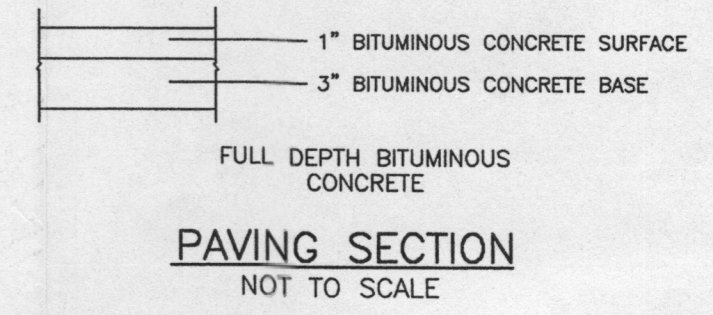 1” BITUMINOUS CONCRETE SURFACE
3” BITUMINOUS CONCRETE BASE
FULL DEPTH BITUMINOUS
CONCRETE
PAVING SECTION
NOT TO SCALE